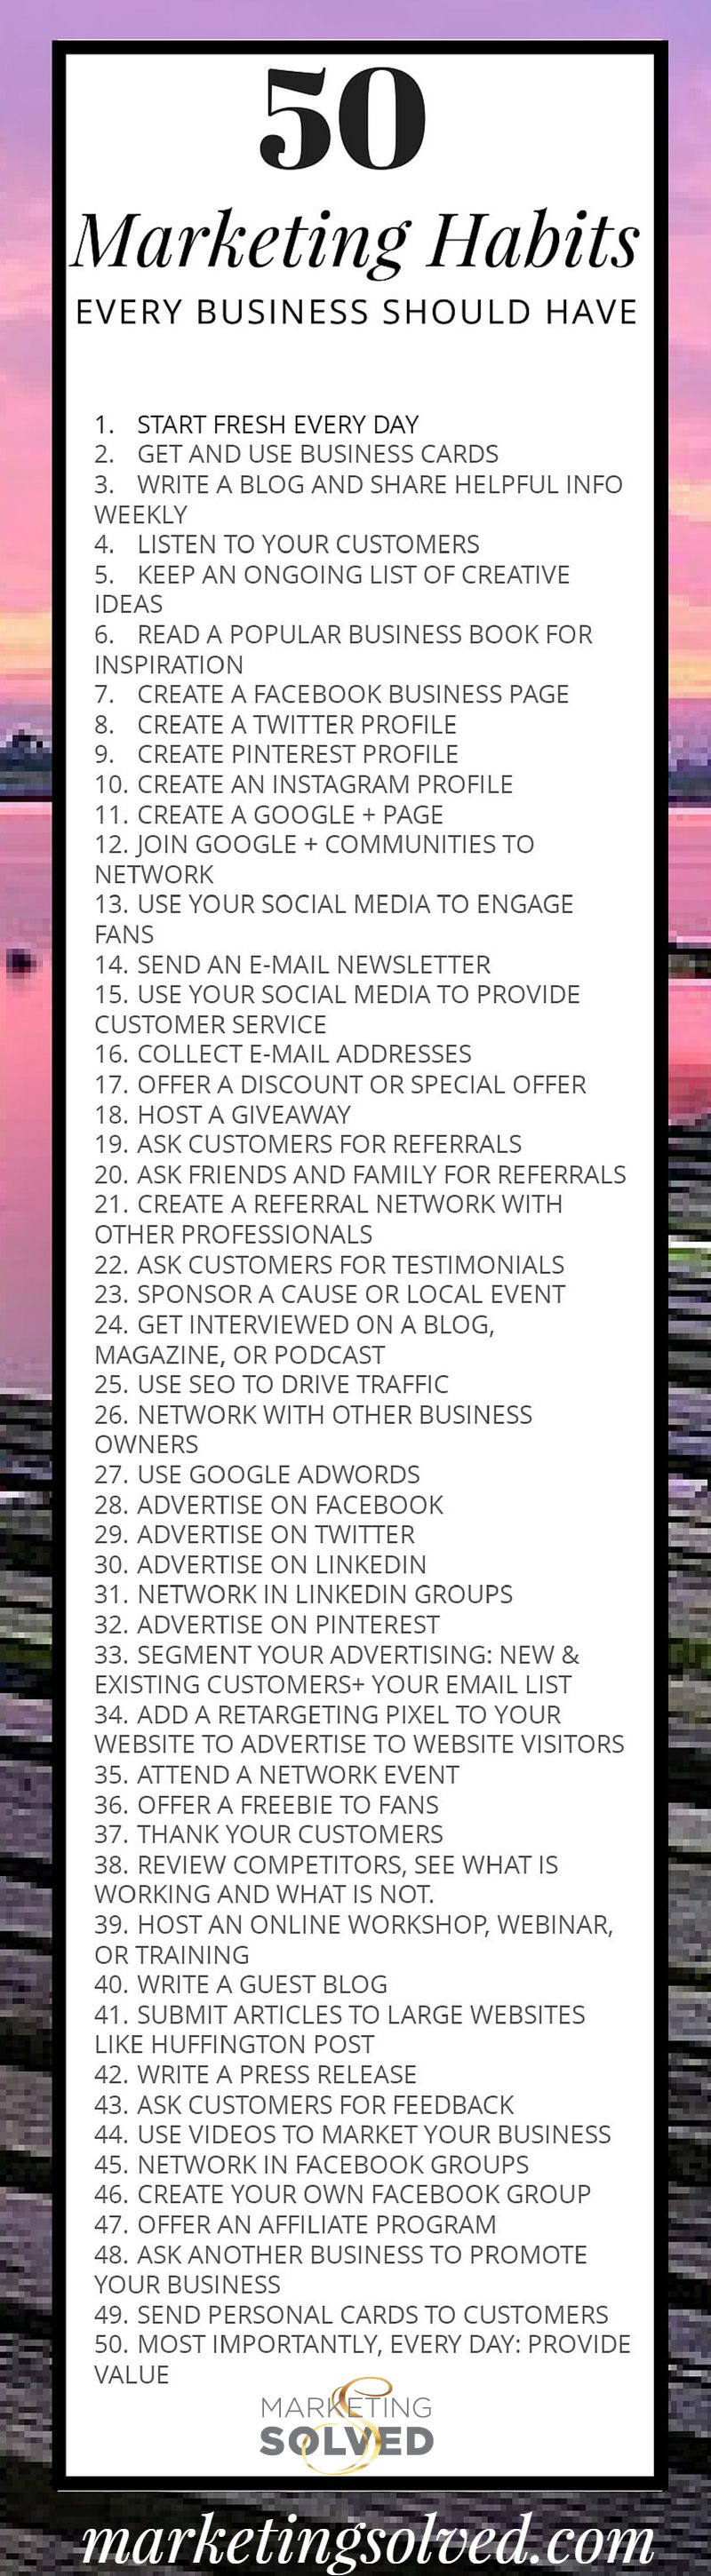 50
Marketing Habits
EVERY BUSINESS SHOULD HAVE
1. START FRESH EVERY DAY
2. GET AND USE BUSINESS CARDS
3. WRITE A BLOG AND SHARE HELPFUL INFO
WEEKLY
4. LISTEN TO YOUR CUSTOMERS
5. KEEP AN ONGOING LIST OF CREATIVE
IDEAS
6. READ A POPULAR BUSINESS BOOK FOR
INSPIRATION
7. CREATE A FACEBOOK BUSINESS PAGE
8. CREATE A TWITTER PROFILE
9. CREATE PINTEREST PROFILE
10. CREATE AN INSTAGRAM PROFILE
11. CREATE A GOOGLE + PAGE
12. JOIN GOOGLE + COMMUNITIES TO
NETWORK
13. USE YOUR SOCIAL MEDIA TO ENGAGE
FANS
14. SEND AN E-MAIL NEWSLETTER
15. USE YOUR SOCIAL MEDIA TO PROVIDE
CUSTOMER SERVICE
16. COLLECT E-MAIL ADDRESSES
17. OFFER A DISCOUNT OR SPECIAL OFFER
18. HOST A GIVEAWAY
19. ASK CUSTOMERS FOR REFERRALS
20. ASK FRIENDS AND FAMILY FOR REFERRALS
21. CREATE A REFERRAL NETWORK WITH
OTHER PROFESSIONALS
22. ASK CUSTOMERS FOR TESTIMONIALS
23. SPONSOR A CAUSE OR LOCAL EVENT
24. GET INTERVIEWED ON A BLOG,
MAGAZINE, OR PODCAST
25. USE SEO TO DRIVE TRAFFIC
26. NETWORK WITH OTHER BUSINESS
OWNERS
27. USE GOOGLE ADWORDS
28. ADVERTISE ON FACEBOOK
29. ADVERTISE ON TWITTER
30. ADVERTISE ON LINKEDIN
31. NETWORK IN LINKEDIN GROUPS
32. ADVERTISE ON PINTEREST
33. SEGMENT YOUR ADVERTISING: NEW &
EXISTING CUSTOMERS+ YOUR EMAIL LIST
34. ADD A RETARGETING PIXEL TO YOUR
WEBSITE TO ADVERTISE TO WEBSITE VISITORS
35. ATTEND A NETWORK EVENT
36. OFFER A FREEBIE TO FANS
37. THANK YOUR CUSTOMERS
38. REVIEW COMPETITORS, SEE WHAT IS
WORKING AND WHAT IS NOT.
39. HOST AN ONLINE WORKSHOP, WEBINAR,
OR TRAINING
40. WRITE A GUEST BLOG
41. SUBMIT ARTICLES TO LARGE WEBSITES
LIKE HUFFINGTON POST
42. WRITE A PRESS RELEASE
43. ASK CUSTOMERS FOR FEEDBACK
44. USE VIDEOS TO MARKET YOUR BUSINESS
45. NETWORK IN FACEBOOK GROUPS
46. CREATE YOUR OWN FACEBOOK GROUP
47. OFFER AN AFFILIATE PROGRAM
48. ASK ANOTHER BUSINESS TO PROMOTE
YOUR BUSINESS
49. SEND PERSONAL CARDS TO CUSTOMERS
50. MOST IMPORTANTLY, EVERY DAY: PROVIDE
VALUE
MARKETING
SOLVED
marketingsolved.com